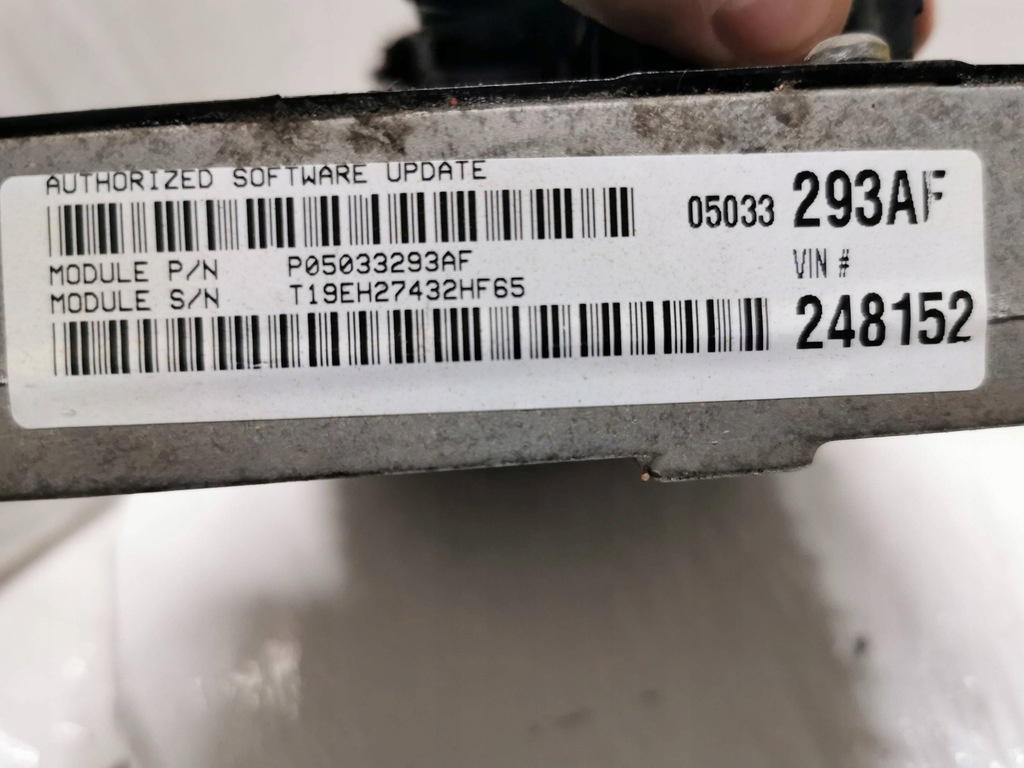 AUTHORIZED SOFTWARE UPDATE
05033 293AF
MODULE P/N P05033293AF
MODULE S/N T19EH27432HF65
VIN #
248152